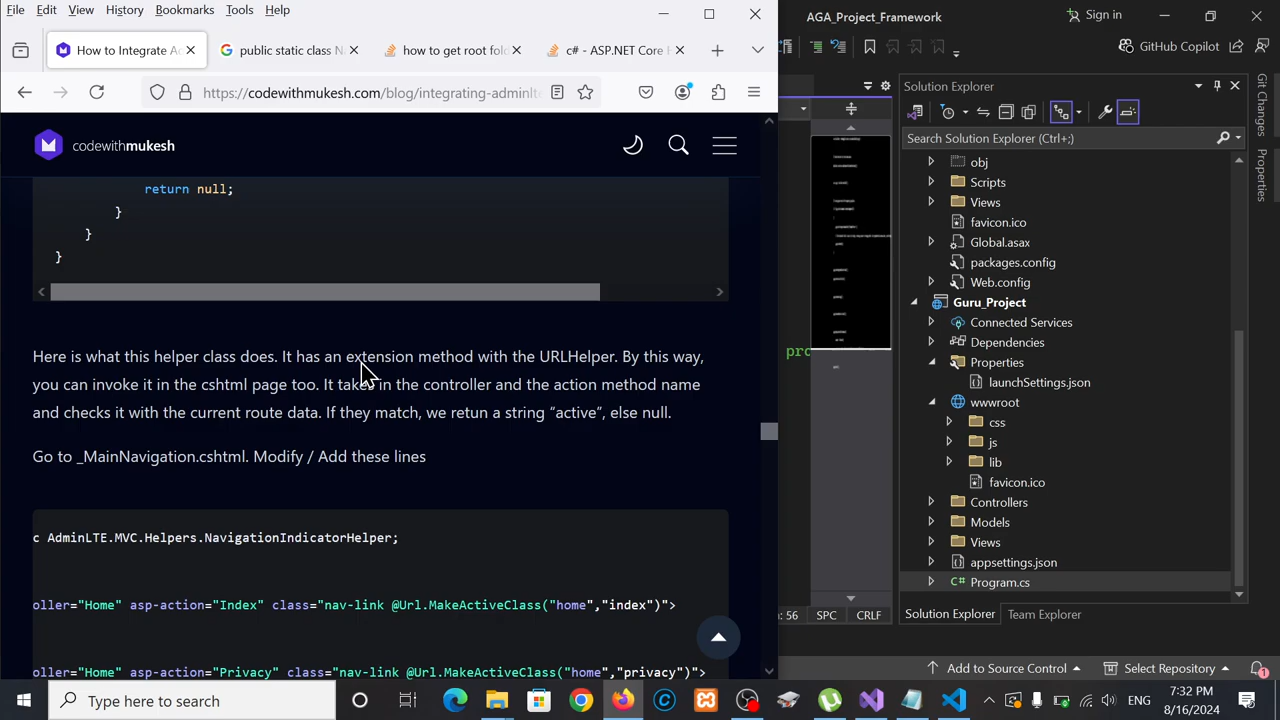 File Edit View History Bookmarks Tools Help
How to Integrate Ad
public static class N
how to get root fol
c# - ASP.NET Core
https://codewithmukesh.com/blog/integrating-adminlte
codewithmukesh
return null;
}
}
}
Here is what this helper class does. It has an extension method with the URLHelper. By this way,
you can invoke it in the cshtml page too. It takes in the controller and the action method name
and checks it with the current route data. If they match, we retun a string “active”, else null.
Go to _MainNavigation.cshtml. Modify / Add these lines
c AdminLTE.MVC.Helpers.NavigationIndicatorHelper;
oller="Home" asp-action="Index" class="nav-link @Url.MakeActiveClass("home","index")">
oller="Home" asp-action="Privacy" class="nav-link @Url.MakeActiveClass("home","privacy")">
AGA_Project_Framework
Sign in
GitHub Copilot
Solution Explorer
Search Solution Explorer (Ctrl+;)
obj
Scripts
Views
favicon.ico
Global.asax
packages.config
Web.config
Guru_Project
Connected Services
Dependencies
Properties
launchSettings.json
wwwroot
css
js
lib
favicon.ico
Controllers
Models
Views
appsettings.json
C# Program.cs
Solution Explorer Team Explorer
Git Changes
Properties
pro
: 56 SPC CRLF
Add to Source Control
Select Repository
1
Type here to search
ENG
7:32 PM
8/16/2024